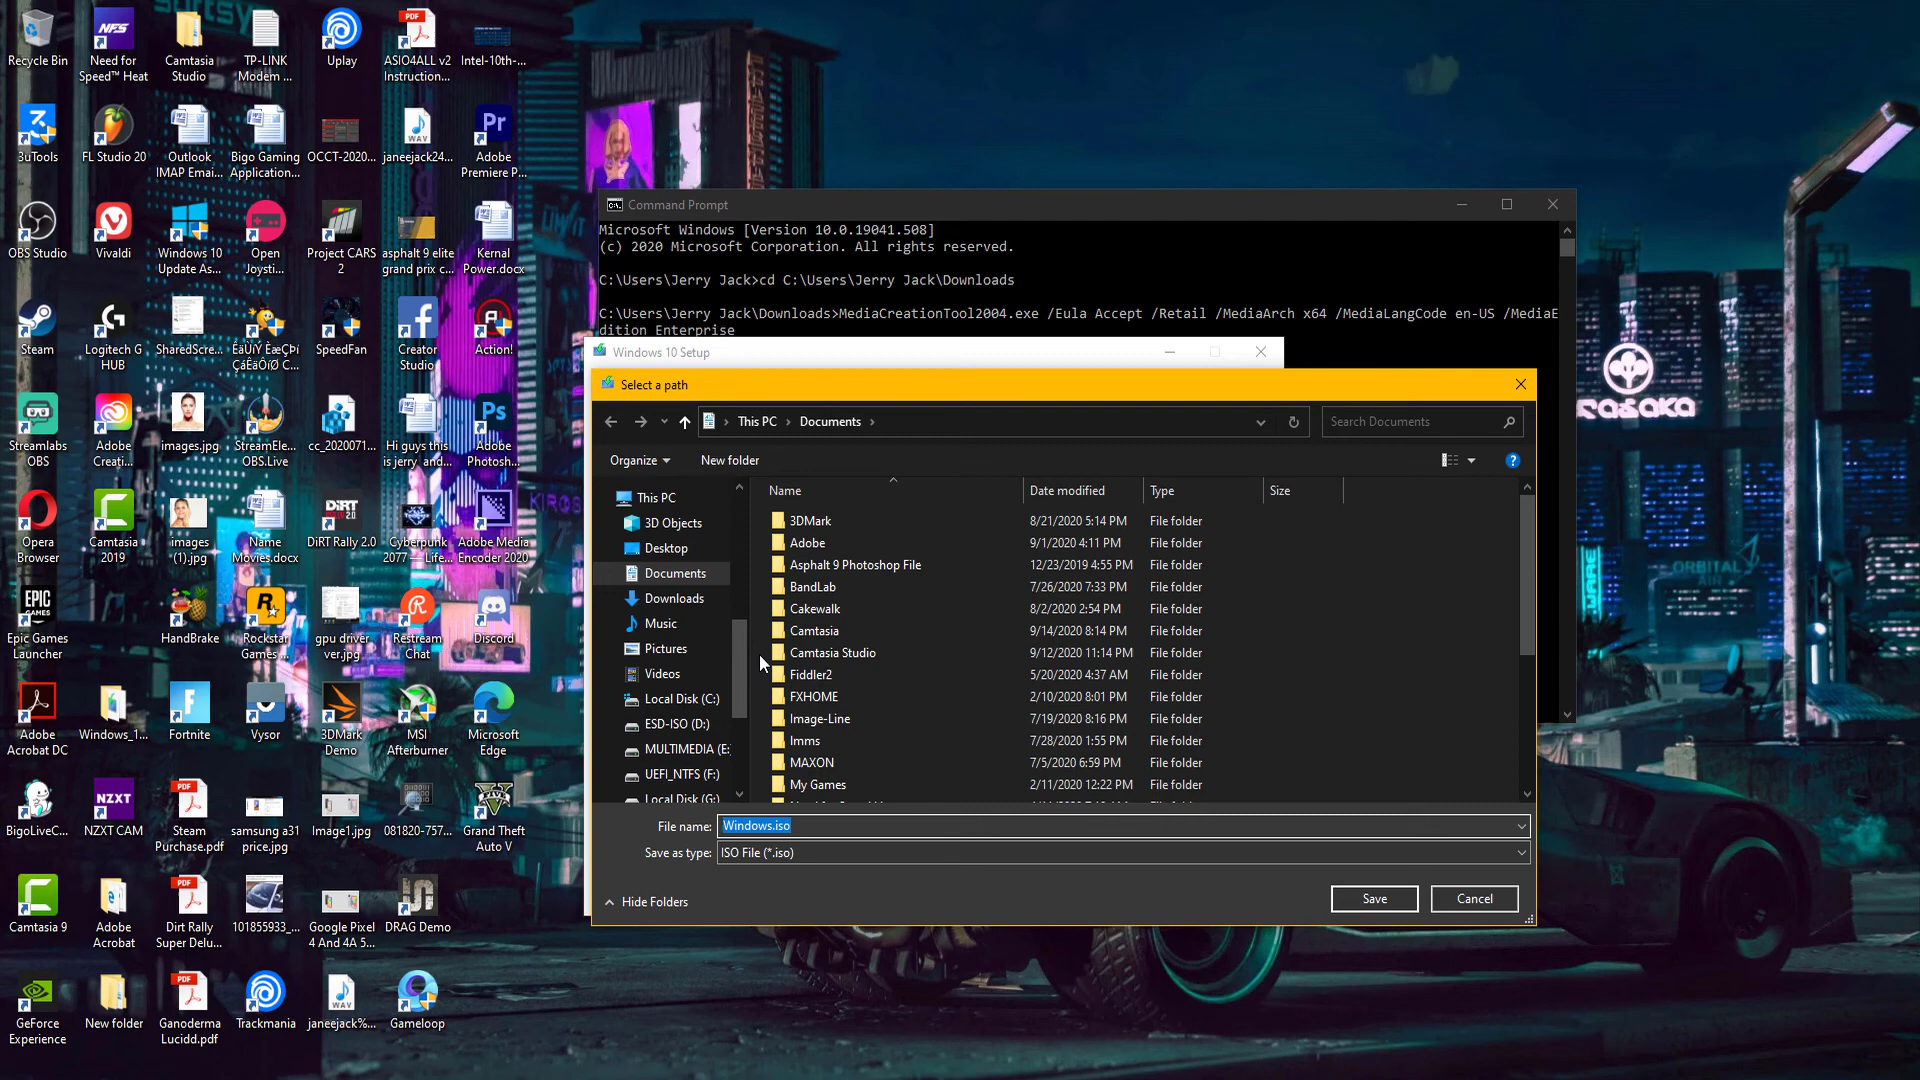 Recycle Bin
Need for
Speed™ Heat
Camtasia
Studio
TP-LINK
Modem ...
Uplay
ASIO4ALL v2
Instruction...
Intel-10th-...
3uTools
FL Studio 20
Outlook
IMAP Emai...
Bigo Gaming
Application...
OCCT-2020...
janeejack24...
Adobe
Premiere P...
OBS Studio
Vivaldi
Windows 10
Update As...
Open
Joysti...
Project CARS
2
asphalt 9 elite
grand prix c...
Kernal
Power.docx
Steam
Logitech G
HUB
SharedScre...
SpeedFan
Creator
Studio
Action!
Streamlabs
OBS
Adobe
Creati...
images.jpg
StreamEle...
OBS.Live
cc_2020071...
Hi guys this
is jerry and...
Adobe
Photosh...
Opera
Browser
Camtasia
2019
images
(1).jpg
Name
Movies.docx
DiRT Rally 2.0
Cyberpunk
2077 — Life...
Adobe Media
Encoder 2020
Epic Games
Launcher
HandBrake
Rockstar
Games ...
gpu driver
ver.jpg
Restream
Chat
Discord
Adobe
Acrobat DC
Windows_1...
Fortnite
Vysor
3DMark
Demo
MSI
Afterburner
Microsoft
Edge
BigoLiveC...
NZXT CAM
Steam
Purchase.pdf
samsung a31
price.jpg
Image1.jpg
081820-757...
Grand Theft
Auto V
Camtasia 9
Adobe
Acrobat
Dirt Rally
Super Delu...
101855933_...
Google Pixel
4 And 4A 5...
DRAG Demo
GeForce
Experience
New folder
Ganoderma
Lucidd.pdf
Trackmania
janeejack%...
Gameloop
Command Prompt
Microsoft Windows [Version 10.0.19041.508]
(c) 2020 Microsoft Corporation. All rights reserved.
C:\Users\Jerry Jack>cd C:\Users\Jerry Jack\Downloads
C:\Users\Jerry Jack\Downloads>MediaCreationTool2004.exe /Eula Accept /Retail /MediaArch x64 /MediaLangCode en-US /MediaE
dition Enterprise
Windows 10 Setup
Select a path
This PC > Documents >
Search Documents
Organize
New folder
This PC
3D Objects
Desktop
Documents
Downloads
Music
Pictures
Videos
Local Disk (C:)
ESD-ISO (D:)
MULTIMEDIA (E:
UEFI_NTFS (F:)
Local Disk (G:)
Name Date modified Type Size
3DMark 8/21/2020 5:14 PM File folder
Adobe 9/1/2020 4:11 PM File folder
Asphalt 9 Photoshop File 12/23/2019 4:55 PM File folder
BandLab 7/26/2020 7:33 PM File folder
Cakewalk 8/2/2020 2:54 PM File folder
Camtasia 9/14/2020 8:14 PM File folder
Camtasia Studio 9/12/2020 11:14 PM File folder
Fiddler2 5/20/2020 4:37 AM File folder
FXHOME 2/10/2020 8:01 PM File folder
Image-Line 7/19/2020 8:16 PM File folder
Imms 7/28/2020 1:55 PM File folder
MAXON 7/5/2020 6:59 PM File folder
My Games 2/11/2020 12:22 PM File folder
File name: Windows.iso
Save as type: ISO File (*.iso)
Hide Folders
Save
Cancel
ORBITAL
AIR